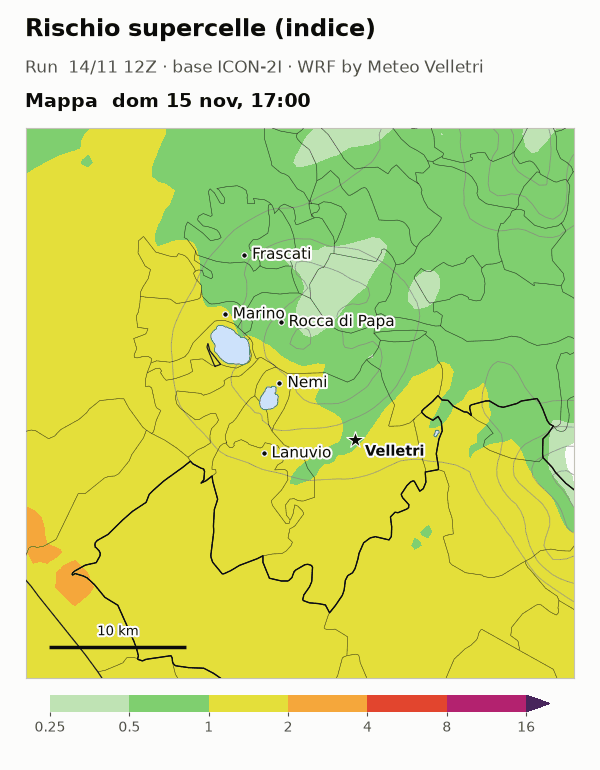 Rischio supercelle (indice)
Run  14/11 12Z · base ICON-2I · WRF by Meteo Velletri
Mappa  dom 15 nov, 17:00
Frascati
Marino
Rocca di Papa
Nemi
Velletri
Lanuvio
10 km
0.25 0.5 1 2 4 8 16